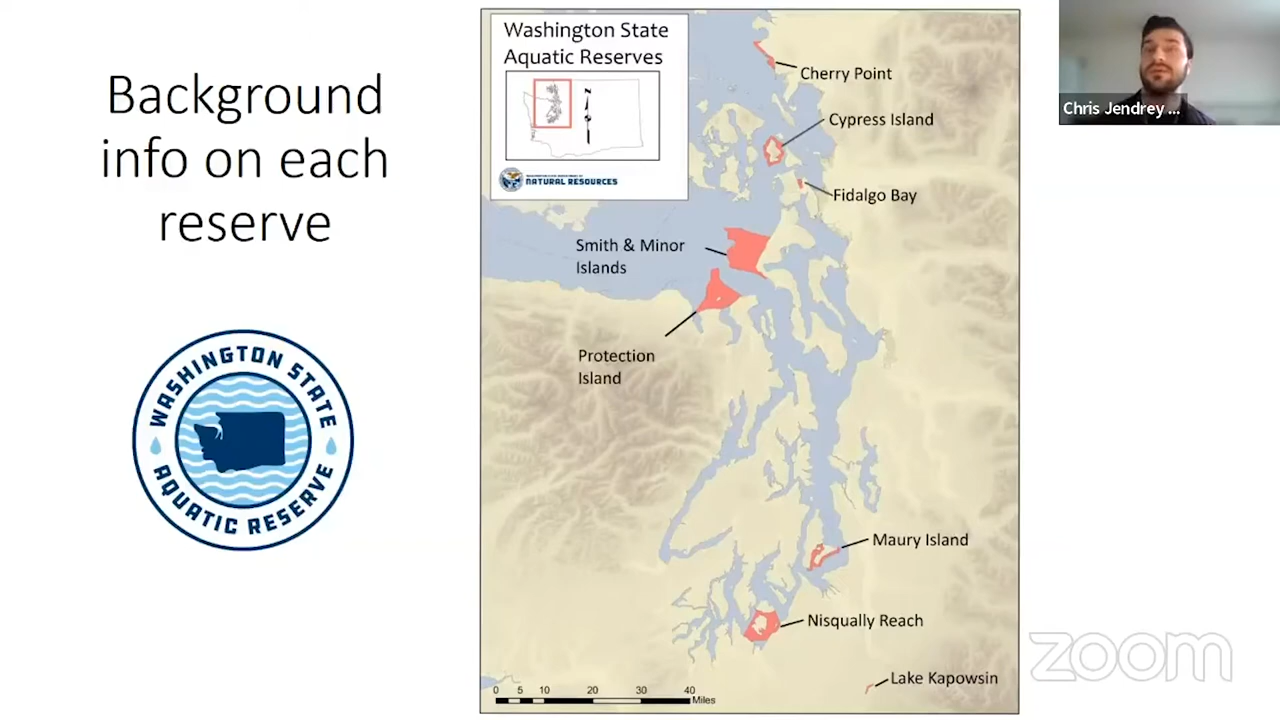 Background
info on each
reserve
WASHINGTON STATE
AQUATIC RESERVE
Washington State
Aquatic Reserves
NATURAL RESOURCES
Cherry Point
Cypress Island
Fidalgo Bay
Smith & Minor
Islands
Protection
Island
Maury Island
Nisqually Reach
Lake Kapowsin
0 5 10 20 30 40
Miles
Chris Jendrey ...
zoom